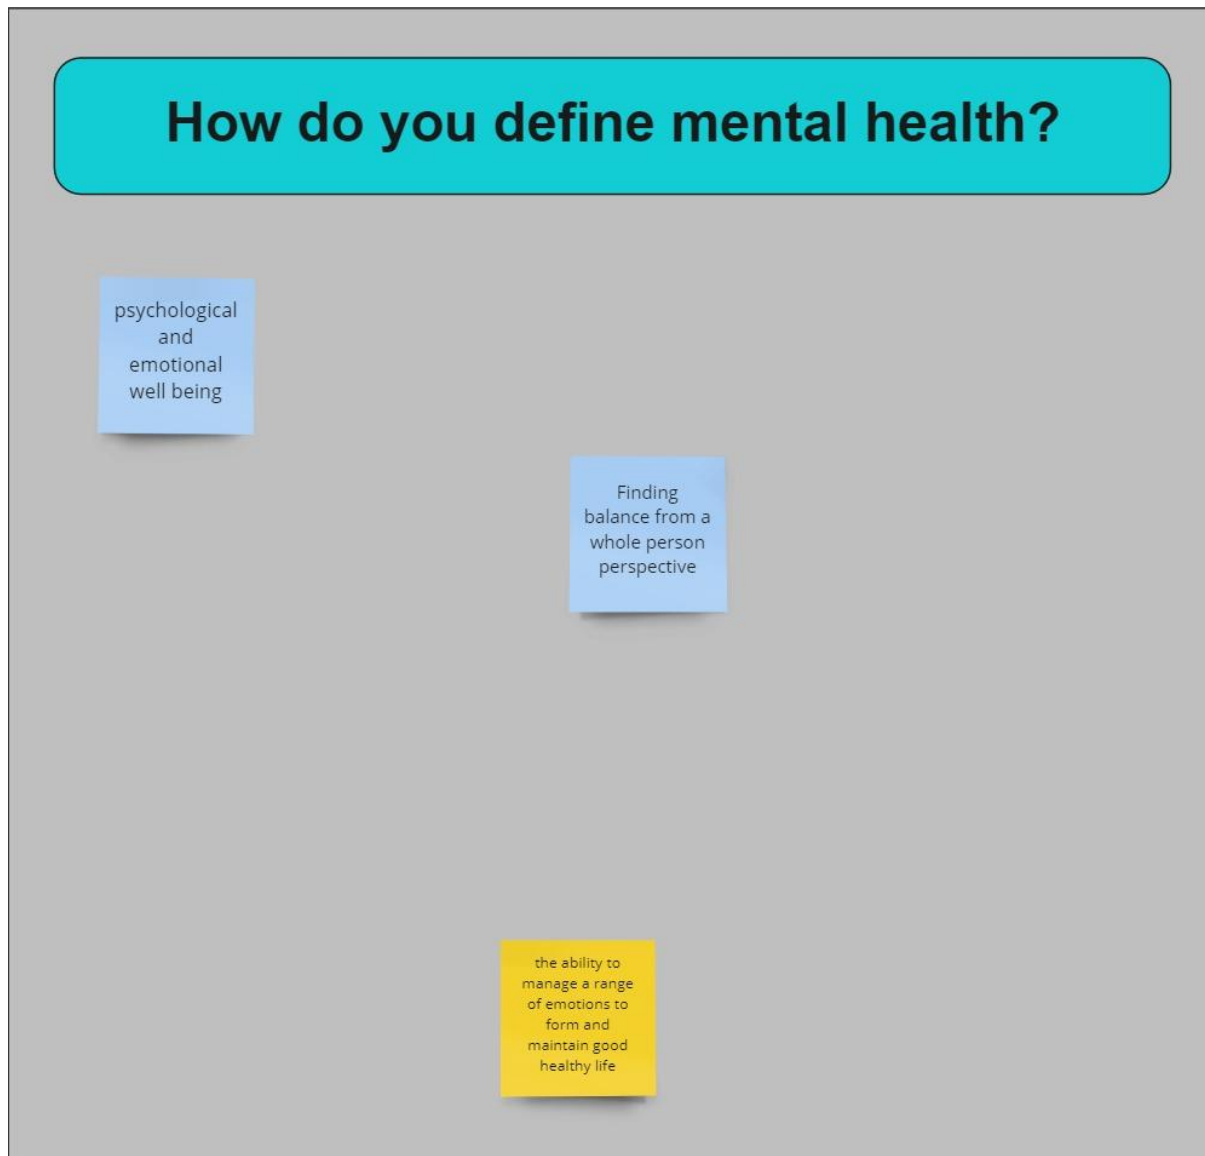 How do you define mental health?
psychological
and
emotional
well being
Finding
balance from a
whole person
perspective
the ability to
manage a range
of emotions to
form and
maintain good
healthy life